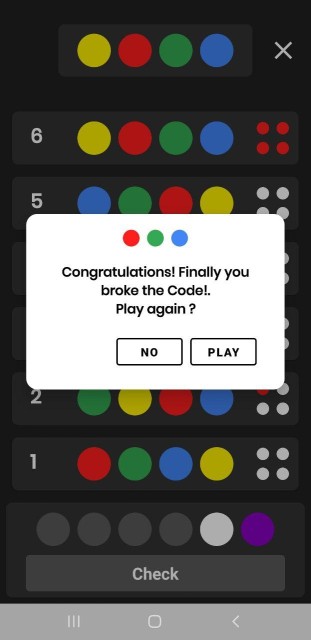 6
5
Congratulations! Finally you
broke the Code!.
Play again ?
NO PLAY
2
1
Check